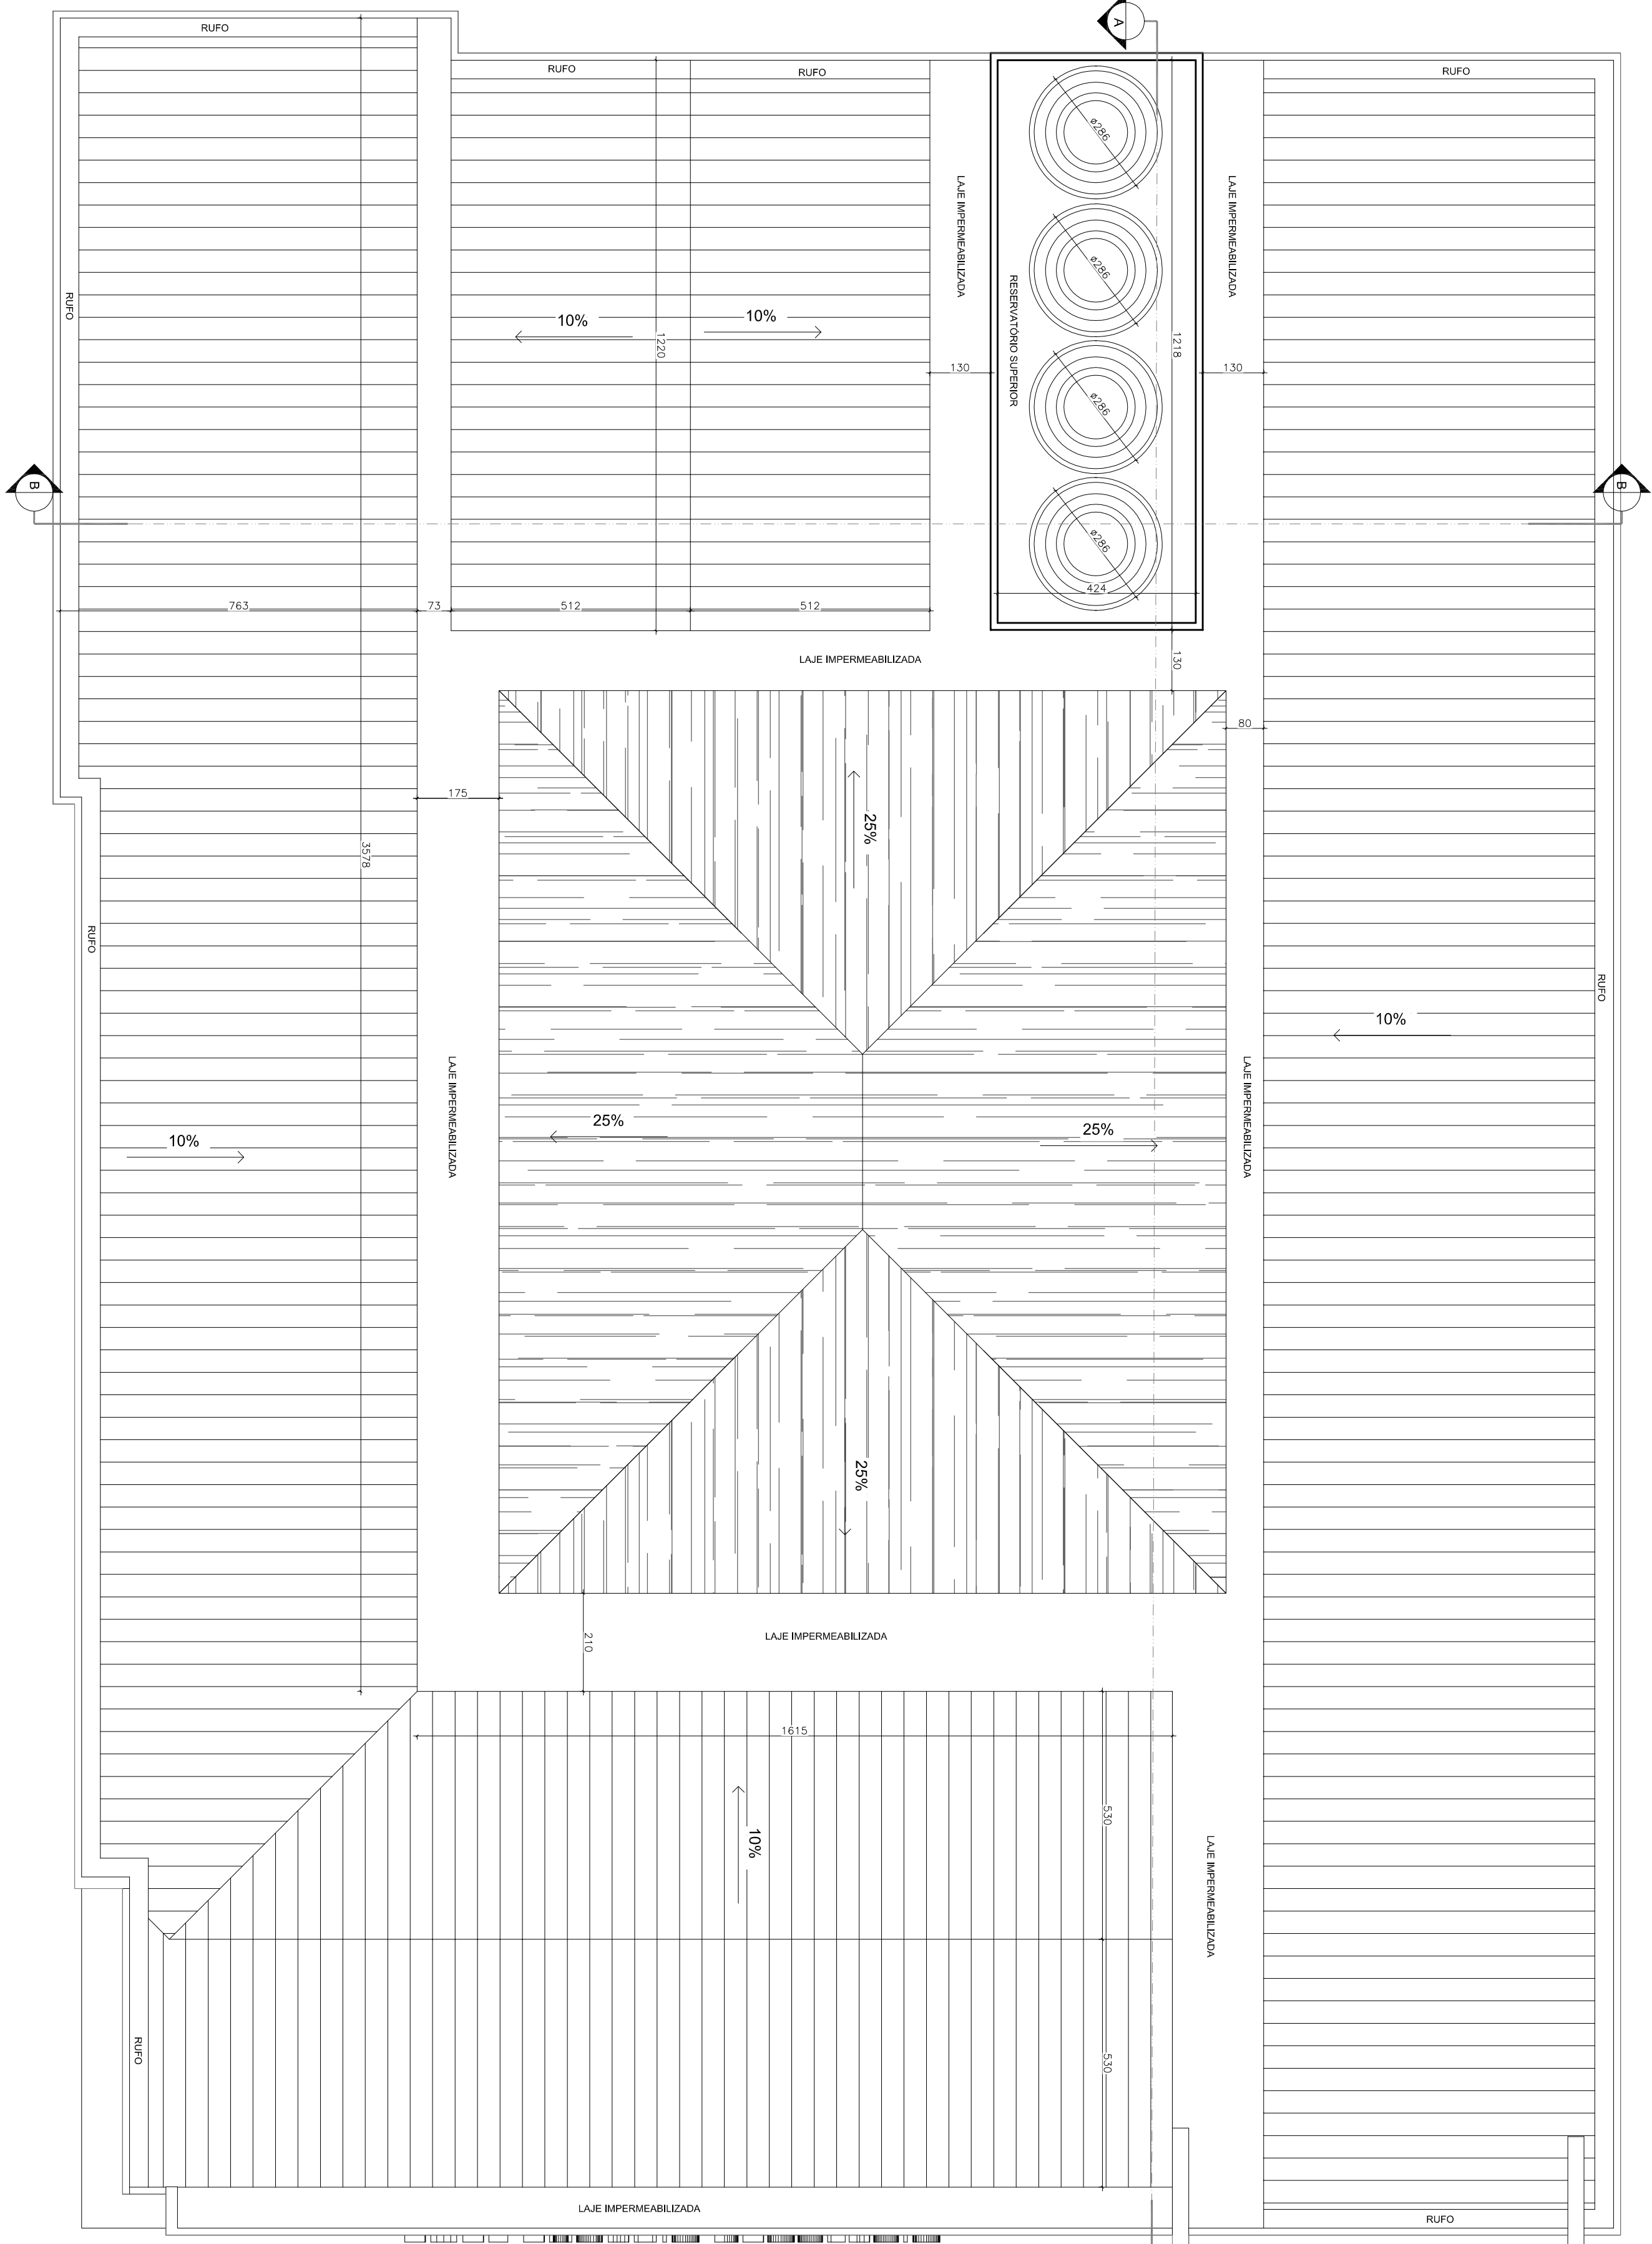 A
RUFO
RUFO
RUFO
RUFO
ø286
LAJE IMPERMEABILIZADA
LAJE IMPERMEABILIZADA
ø286
RESERVATÓRIO SUPERIOR
RUFO
10%
10%
1220
1218
130
130
ø286
B
B
ø286
424
763
73
512
512
LAJE IMPERMEABILIZADA
130
80
175
25%
3578
RUFO
RUFO
10%
LAJE IMPERMEABILIZADA
LAJE IMPERMEABILIZADA
25%
25%
10%
25%
210
LAJE IMPERMEABILIZADA
1615
530
10%
LAJE IMPERMEABILIZADA
RUFO
530
LAJE IMPERMEABILIZADA
RUFO